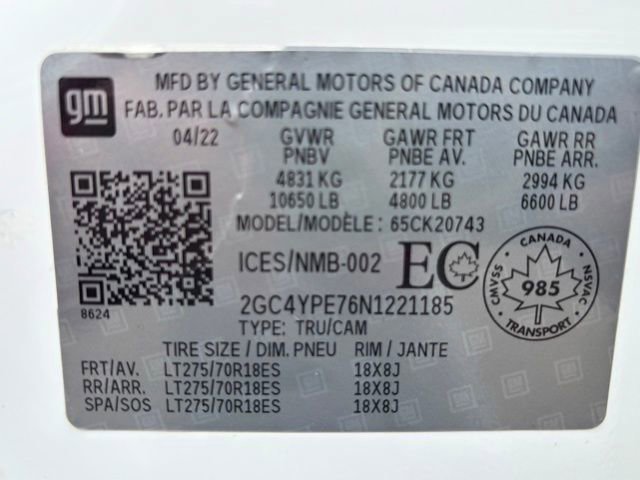 gm
MFD BY GENERAL MOTORS OF CANADA COMPANY
FAB. PAR LA COMPAGNIE GENERAL MOTORS DU CANADA
04/22 GVWR GAWR FRT GAWR RR
PNBV PNBE AV. PNBE ARR.
4831 KG 2177 KG 2994 KG
10650 LB 4800 LB 6600 LB
MODEL/MODÈLE: 65CK20743
ICES/NMB-002 EC
CANADA
CMVSS 985 NSVAC
TRANSPORT
8624
2GC4YPE76N1221185
TYPE: TRU/CAM
TIRE SIZE / DIM. PNEU RIM / JANTE
FRT/AV. LT275/70R18ES 18X8J
RR/ARR. LT275/70R18ES 18X8J
SPA/SOS LT275/70R18ES 18X8J